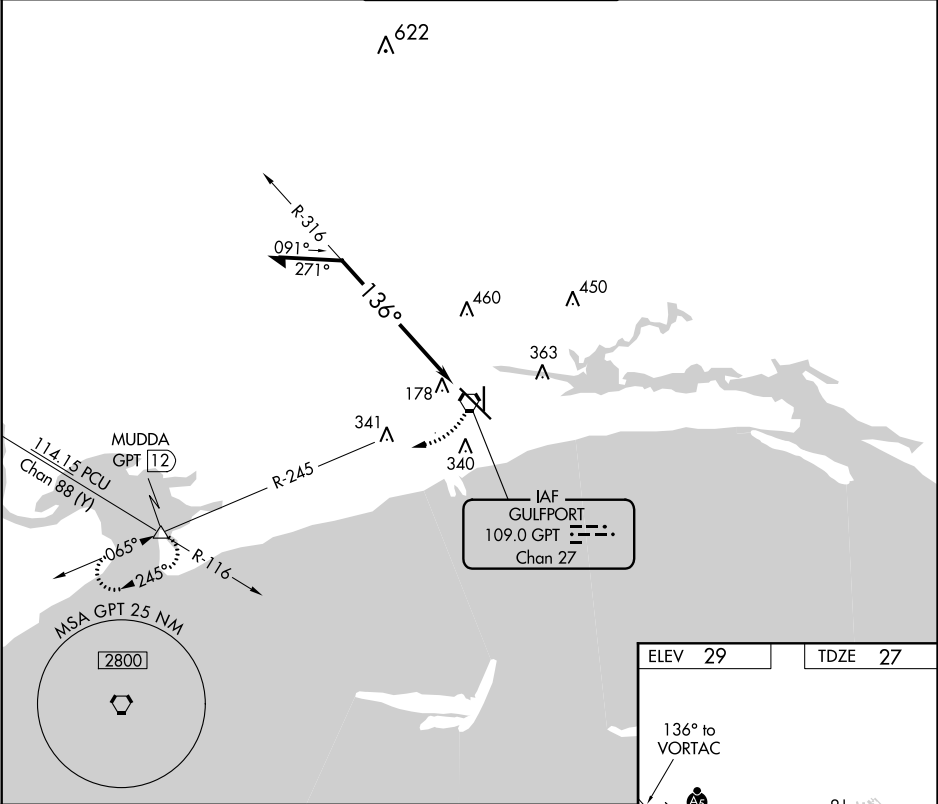 622
R-316
091°
271°
136°
460
450
363
178
341
340
MUDDA
GPT 12
114.15 PCU
Chan 88 (Y)
R-245
065°
245°
R-116
IAF
GULFPORT
109.0 GPT
Chan 27
MSA GPT 25 NM
2800
ELEV 29
TDZE 27
136° to
VORTAC
A5